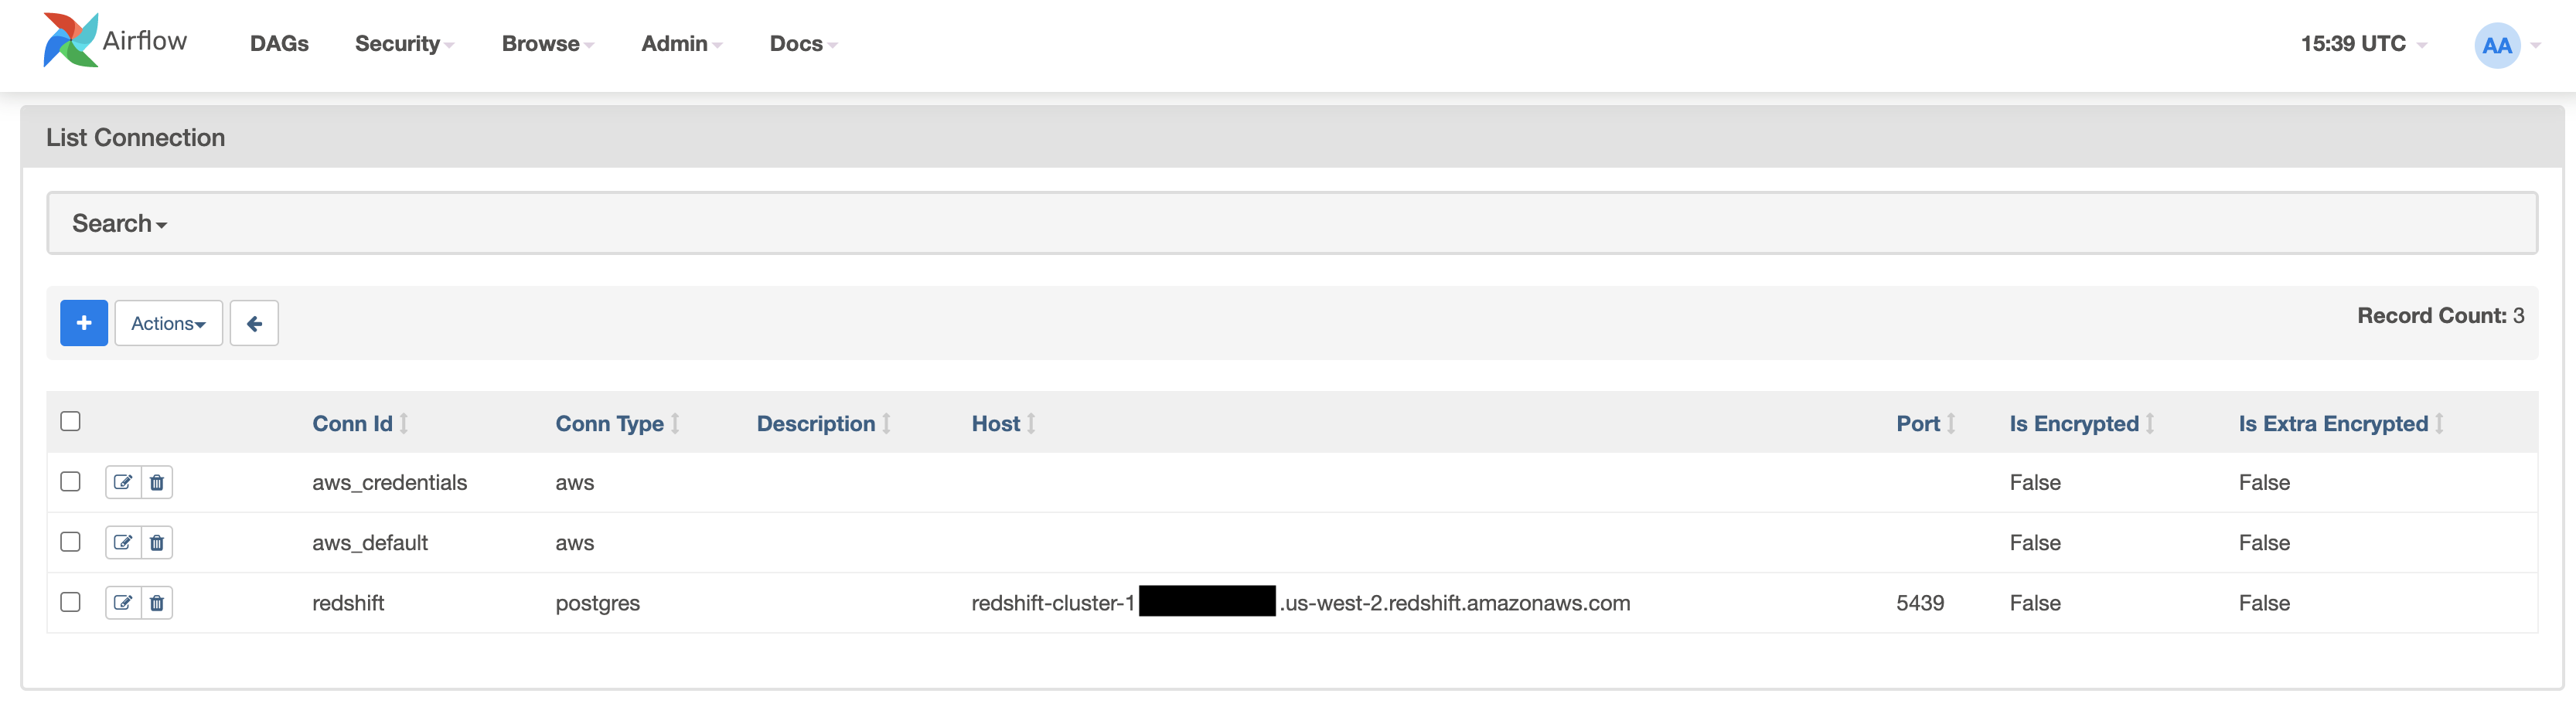 Airflow DAGs Security Browse Admin Docs 15:39 UTC AA
List Connection
Search
Actions Record Count: 3
Conn Id Conn Type Description Host Port Is Encrypted Is Extra Encrypted
aws_credentials aws False False
aws_default aws False False
redshift postgres redshift-cluster-1 .us-west-2.redshift.amazonaws.com 5439 False False